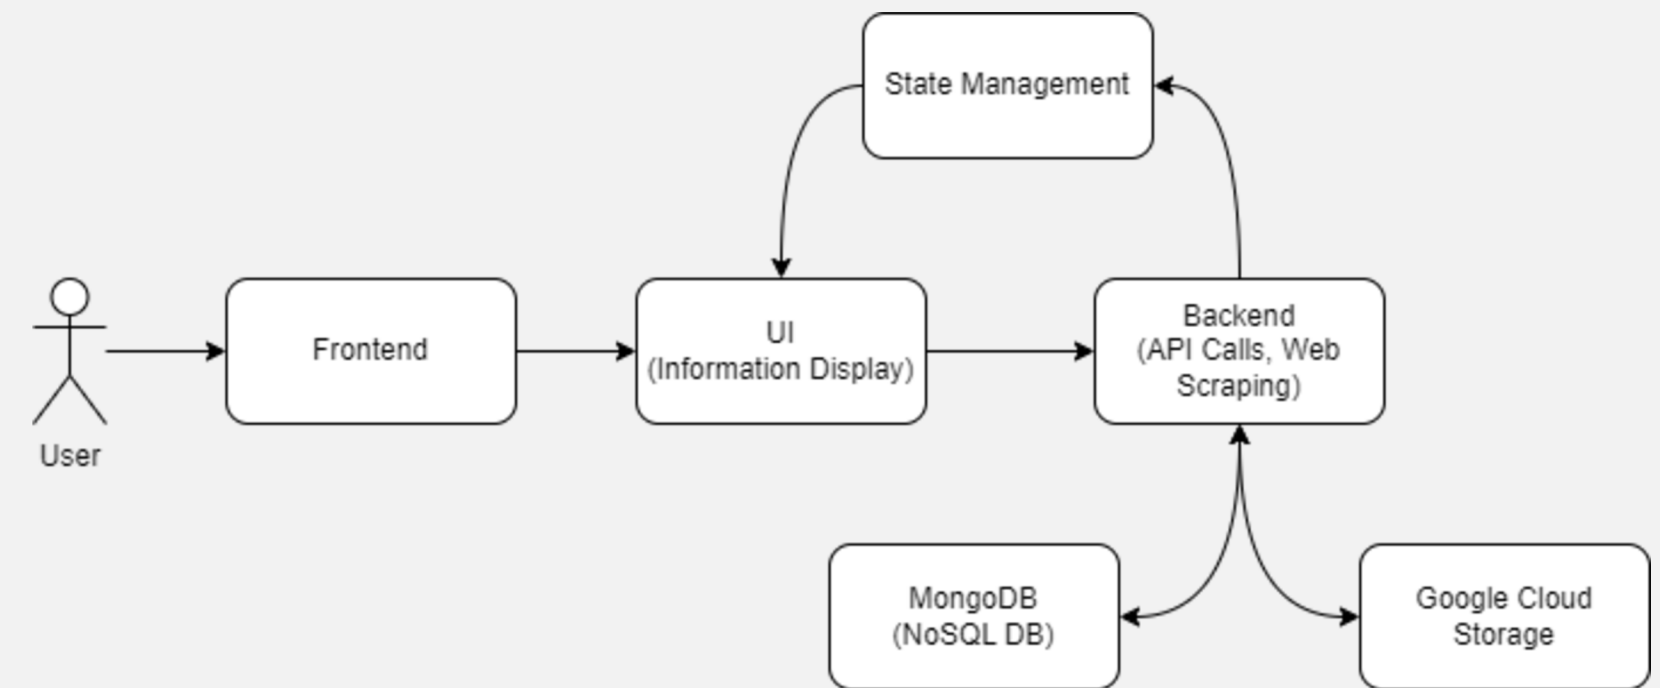 State Management
User
Frontend
UI
(Information Display)
Backend
(API Calls, Web
Scraping)
MongoDB
(NoSQL DB)
Google Cloud
Storage